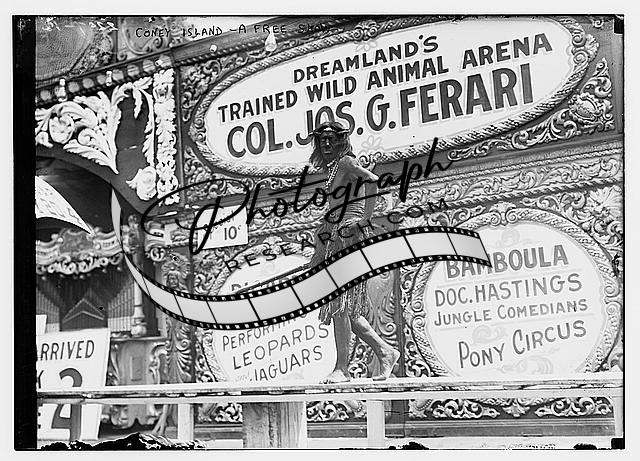 CONEY ISLAND - A FREE SHOW
DREAMLAND'S
TRAINED WILD ANIMAL ARENA
COL. JOS. G. FERARI
10¢
Photograph
RESEARCH.COM
BAMBOULA
DOC. HASTINGS
JUNGLE COMEDIANS
PONY CIRCUS
PERFORMING
LEOPARDS
JAGUARS
ARRIVED